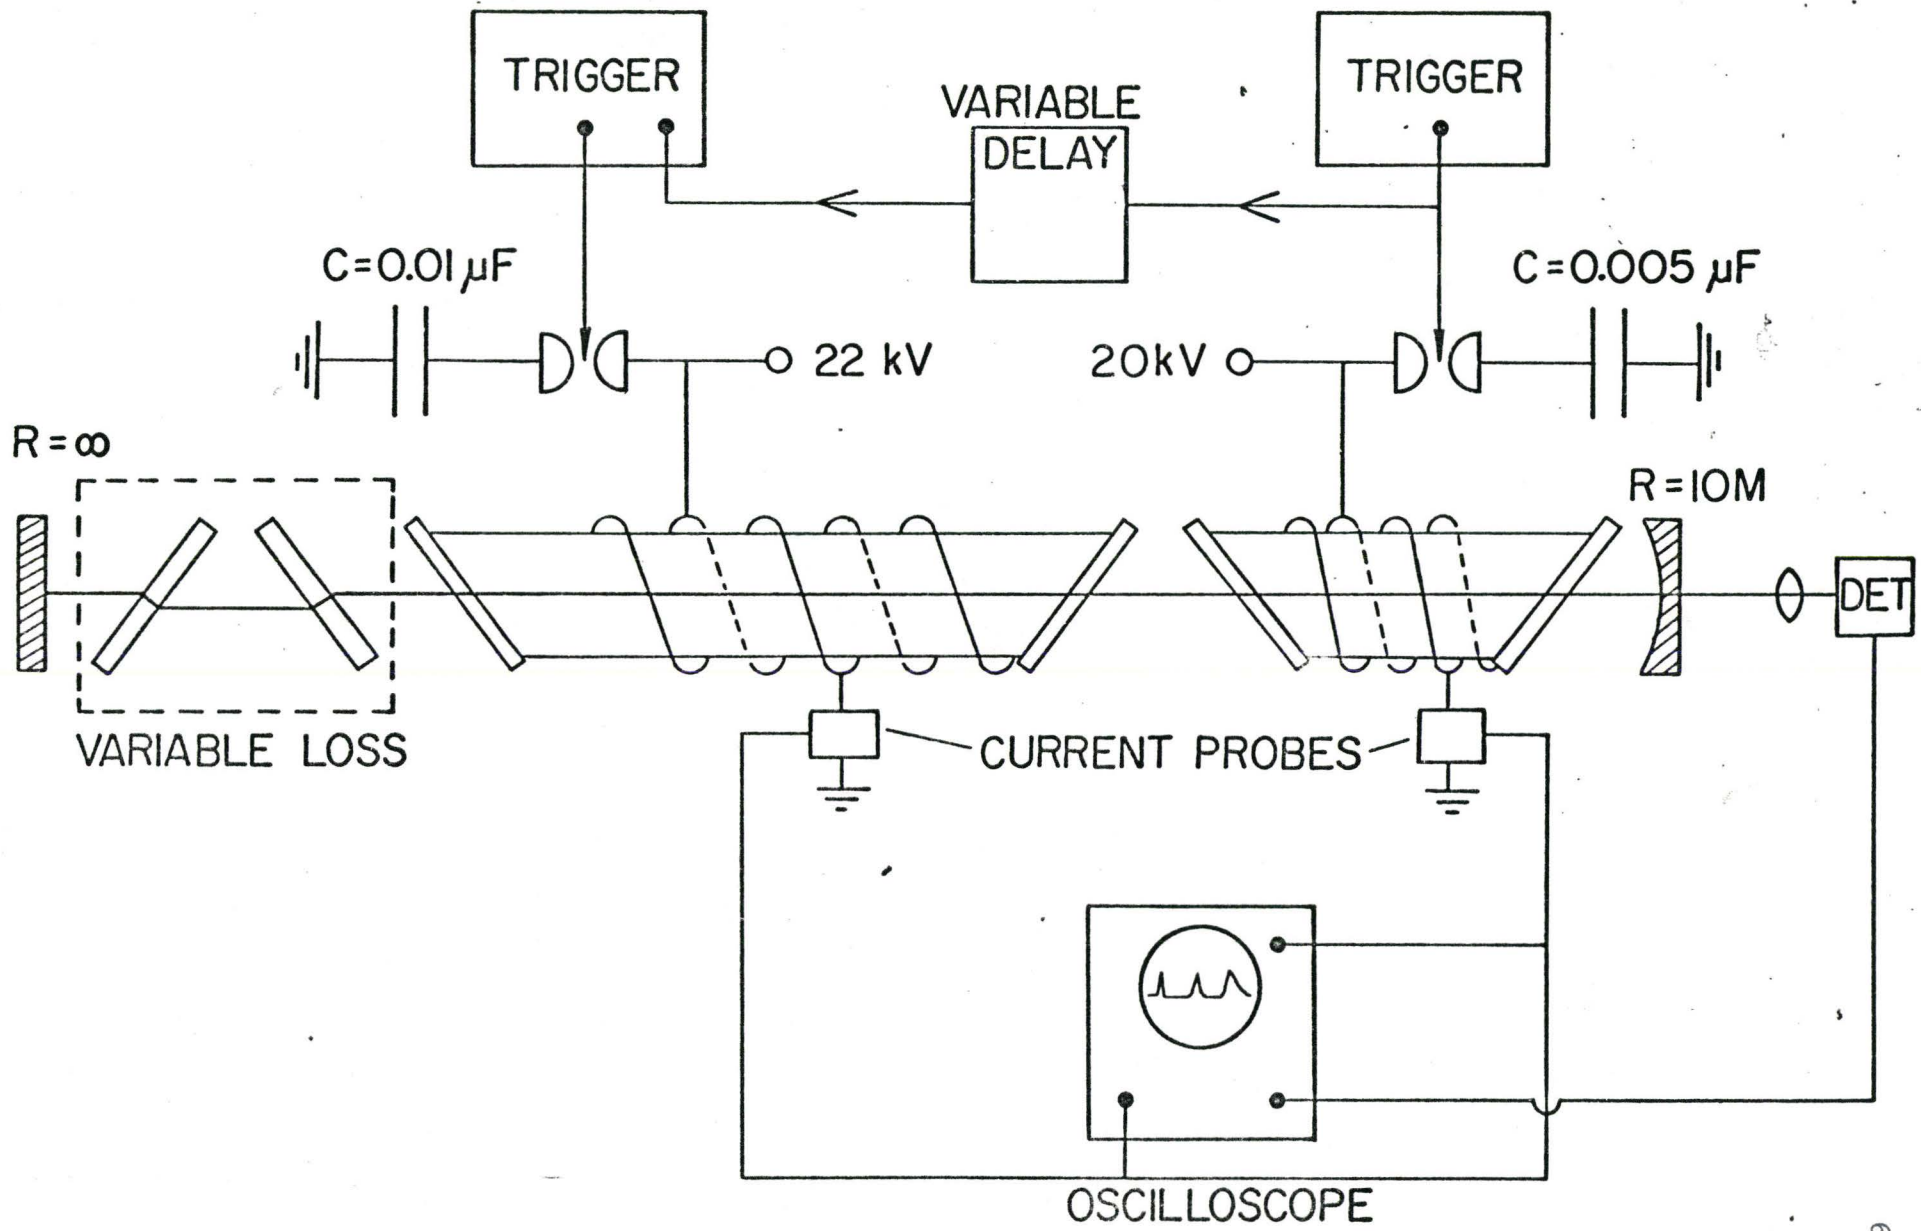 TRIGGER
TRIGGER
VARIABLE
DELAY
C=0.01 μF
C=0.005 μF
22 kV
20kV
R=∞
R=10M
DET
VARIABLE LOSS
CURRENT PROBES
OSCILLOSCOPE